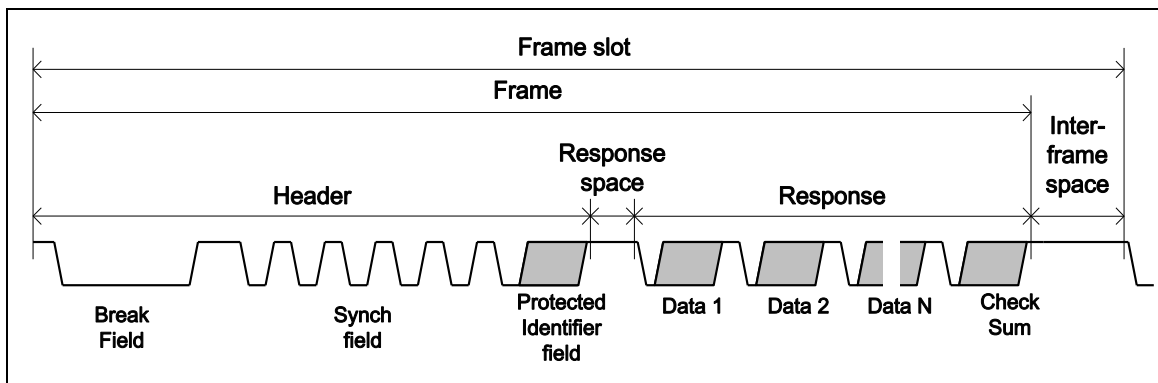 Frame slot
Frame
Inter-
frame
space
Response
space
Header
Response
Break
Field
Synch
field
Protected
Identifier
field
Data 1
Data 2
Data N
Check
Sum